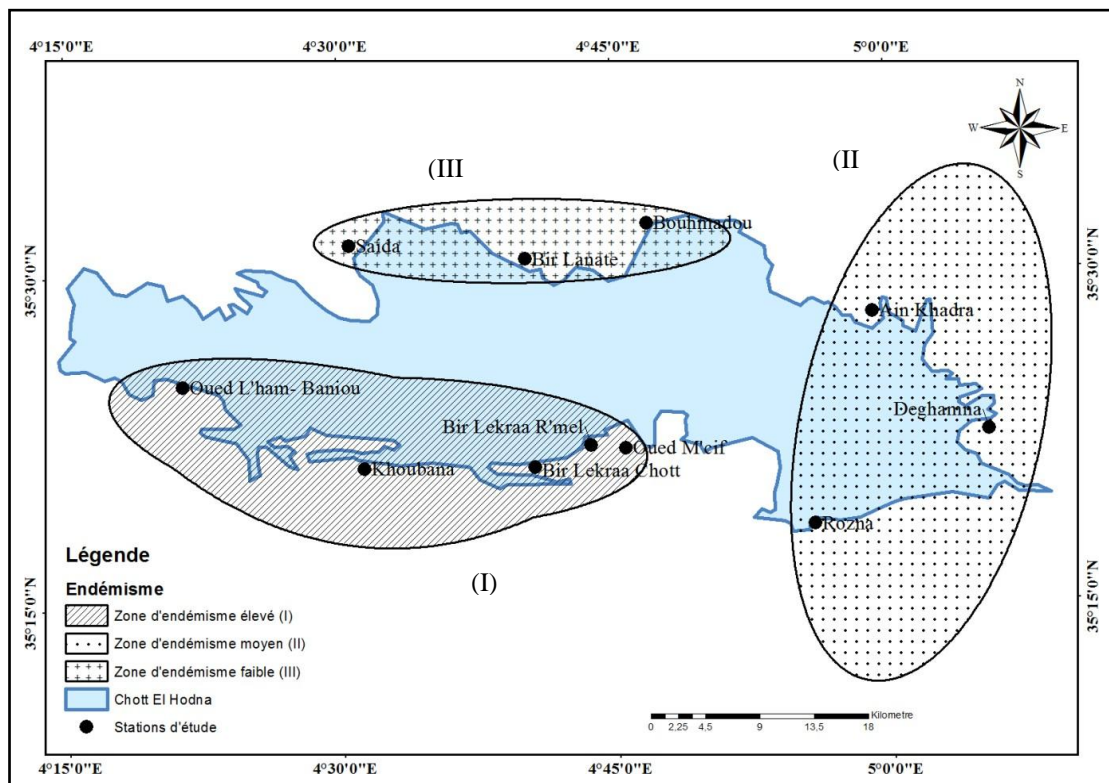 4°15'0"E 4°30'0"E 4°45'0"E 5°0'0"E
N
W E
S
(II
(III
Bouhmadou
Saida
Bir Lanate
35°30'0"N 35°30'0"N
Ain Khadra
Oued L'ham- Baniou
Deghamna
Bir Lekraa R'mel
Oued M'cif
Khoubana
Bir Lekraa Chott
Rozna
Légende
(I)
Endémisme
Zone d'endémisme élevé (I)
35°15'0"N 35°15'0"N
Zone d'endémisme moyen (II)
Zone d'endémisme faible (III)
Chott El Hodna
Stations d'étude
Kilometre
0 2,25 4,5 9 13,5 18
4°15'0"E 4°30'0"E 4°45'0"E 5°0'0"E